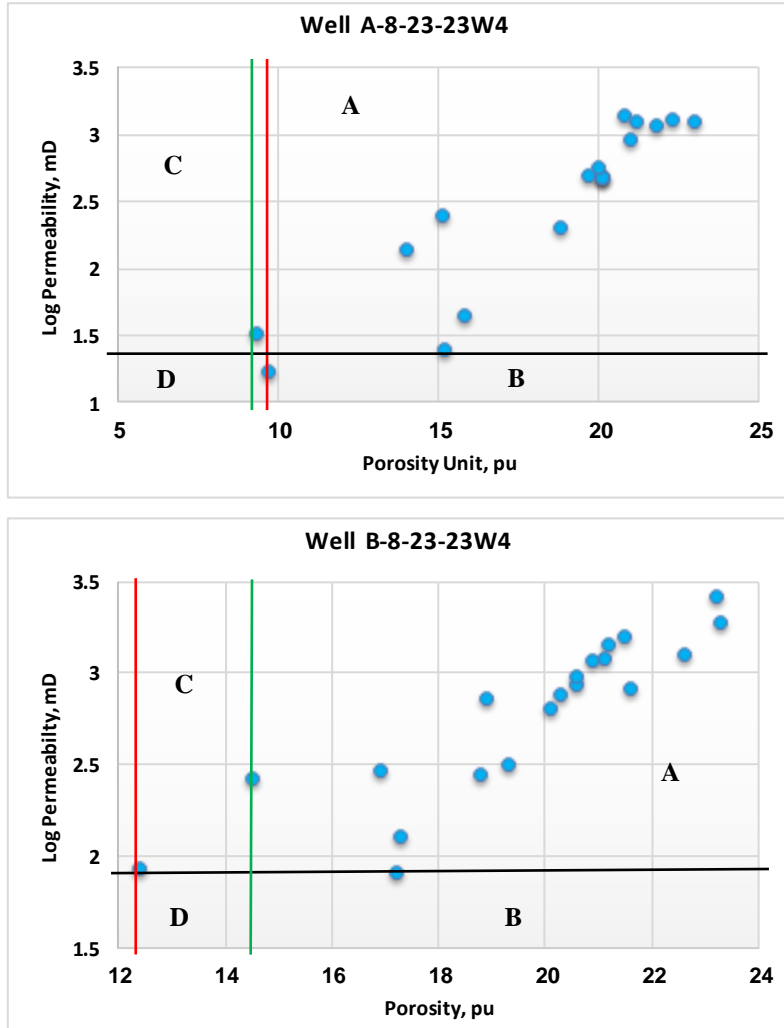 Well A-8-23-23W4
3.5
3
2.5
2
1.5
1
Log Permeability, mD
A
C
D
B
5 10 15 20 25
Porosity Unit, pu
Well B-8-23-23W4
3.5
3
2.5
2
1.5
Log Permeabilty, mD
C
A
D
B
12 14 16 18 20 22 24
Porosity, pu